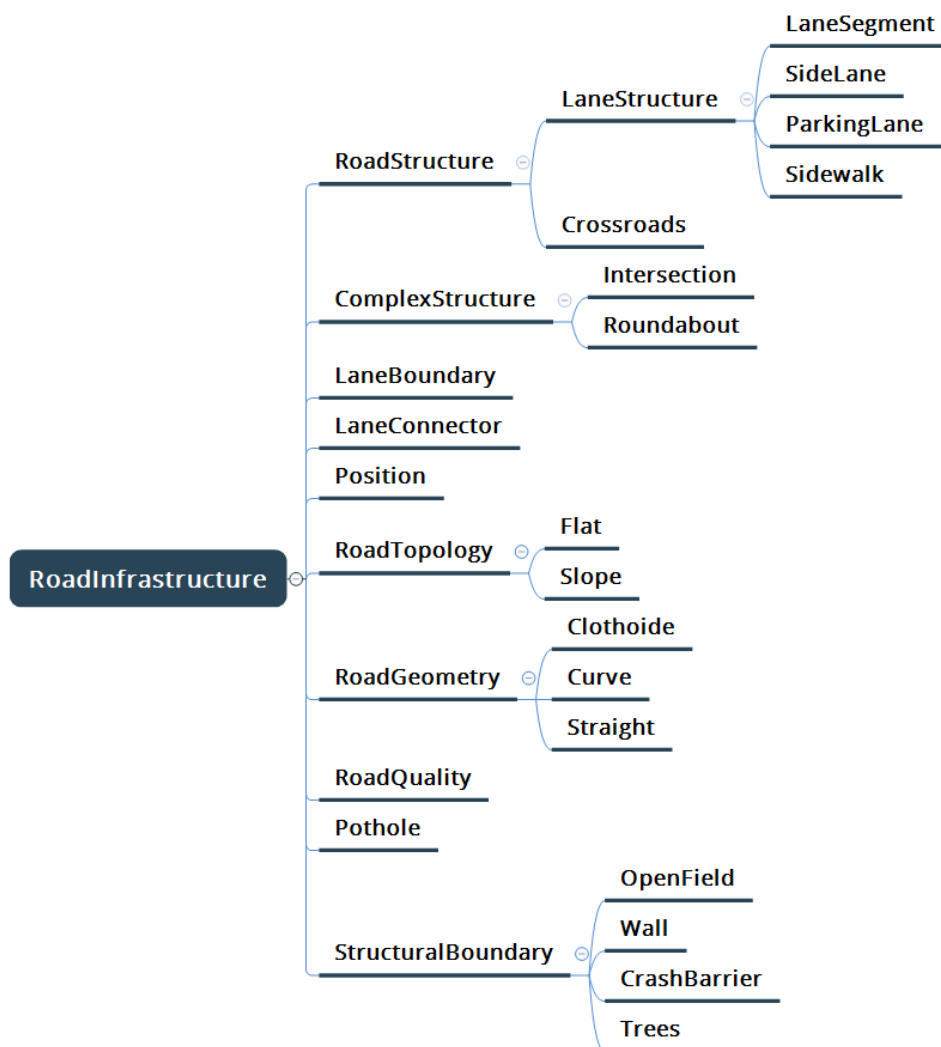 LaneSegment
SideLane
LaneStructure
ParkingLane
RoadStructure
Sidewalk
Crossroads
Intersection
ComplexStructure
Roundabout
LaneBoundary
LaneConnector
Position
Flat
RoadTopology
Slope
RoadInfrastructure
Clothoide
RoadGeometry
Curve
Straight
RoadQuality
Pothole
OpenField
Wall
StructuralBoundary
CrashBarrier
Trees